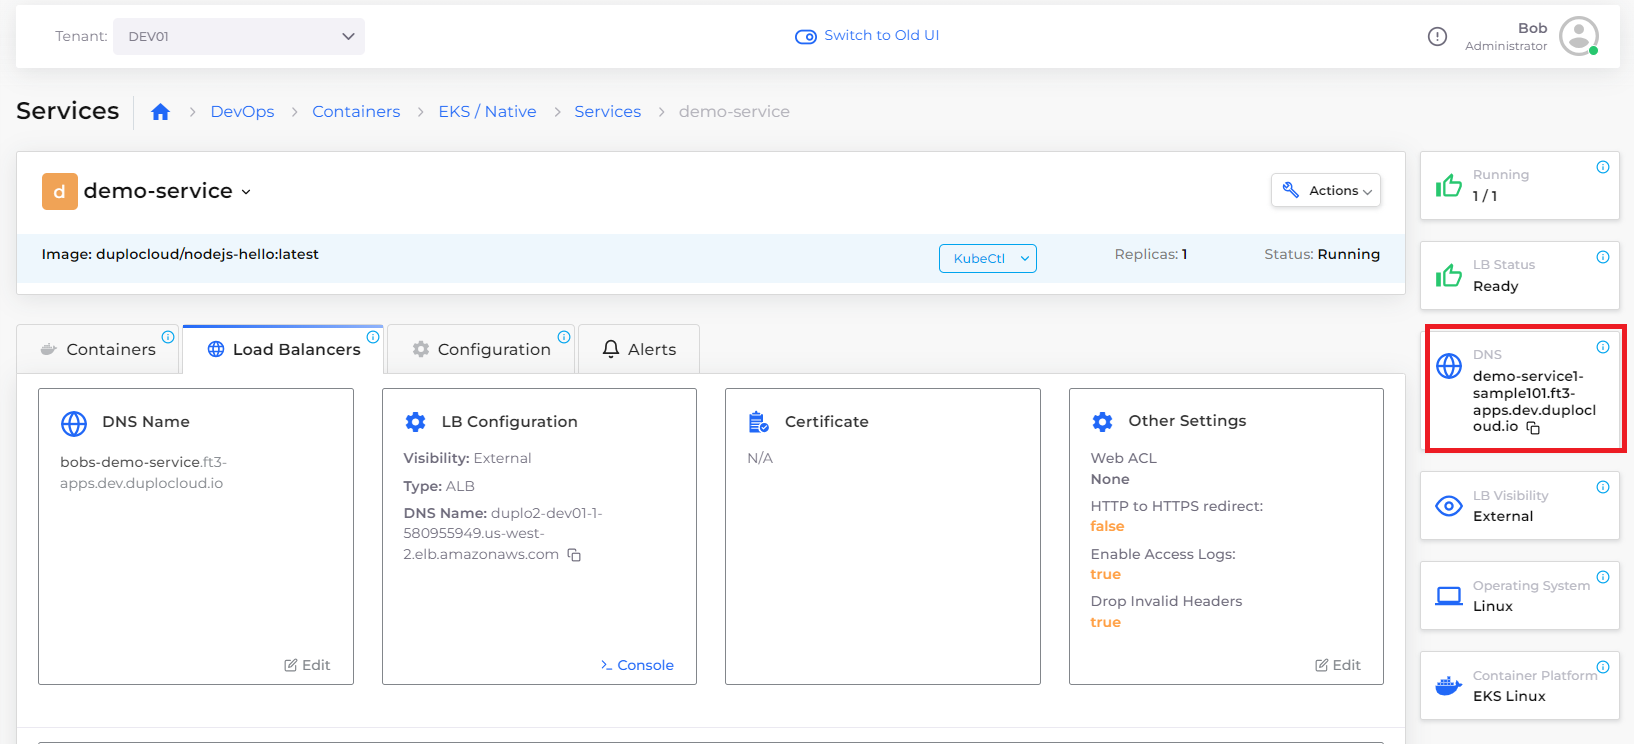 Tenant: DEV01
Switch to Old UI
Bob
Administrator
Services
DevOps > Containers > EKS / Native > Services > demo-service
d demo-service
Actions
Image: duplocloud/nodejs-hello:latest
KubeCtl
Replicas: 1
Status: Running
Containers
Load Balancers
Configuration
Alerts
DNS Name
bobs-demo-service.ft3-
apps.dev.duplocloud.io
Edit
LB Configuration
Visibility: External
Type: ALB
DNS Name: duplo2-dev01-1-
580955949.us-west-
2.elb.amazonaws.com
Console
Certificate
N/A
Other Settings
Web ACL
None
HTTP to HTTPS redirect:
false
Enable Access Logs:
true
Drop Invalid Headers
true
Edit
Running
1 / 1
LB Status
Ready
DNS
demo-service1-
sample101.ft3-
apps.dev.duplocl
oud.io
LB Visibility
External
Operating System
Linux
Container Platform
EKS Linux